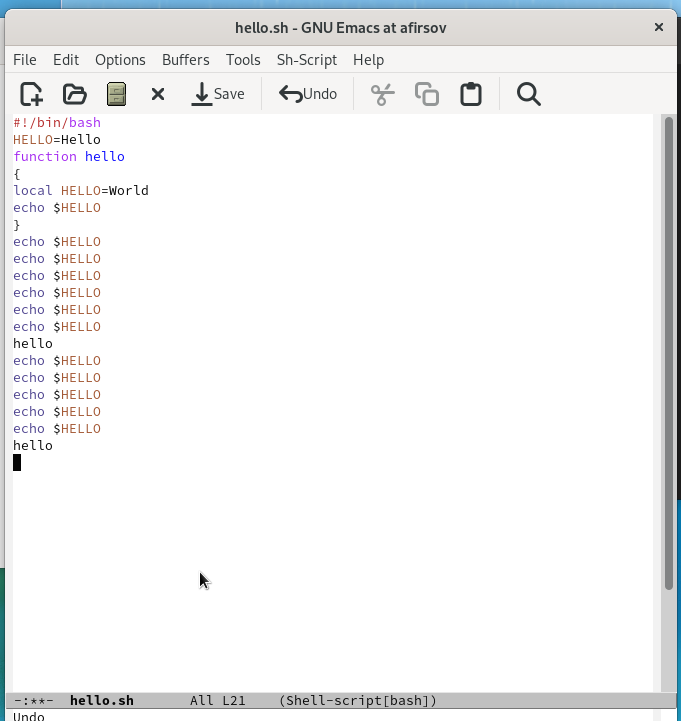 hello.sh - GNU Emacs at afirsov
File Edit Options Buffers Tools Sh-Script Help
Save Undo
#!/bin/bash
HELLO=Hello
function hello
{
local HELLO=World
echo $HELLO
}
echo $HELLO
echo $HELLO
echo $HELLO
echo $HELLO
echo $HELLO
echo $HELLO
hello
echo $HELLO
echo $HELLO
echo $HELLO
echo $HELLO
echo $HELLO
hello
-:**- hello.sh All L21 (Shell-script[bash])
Undo